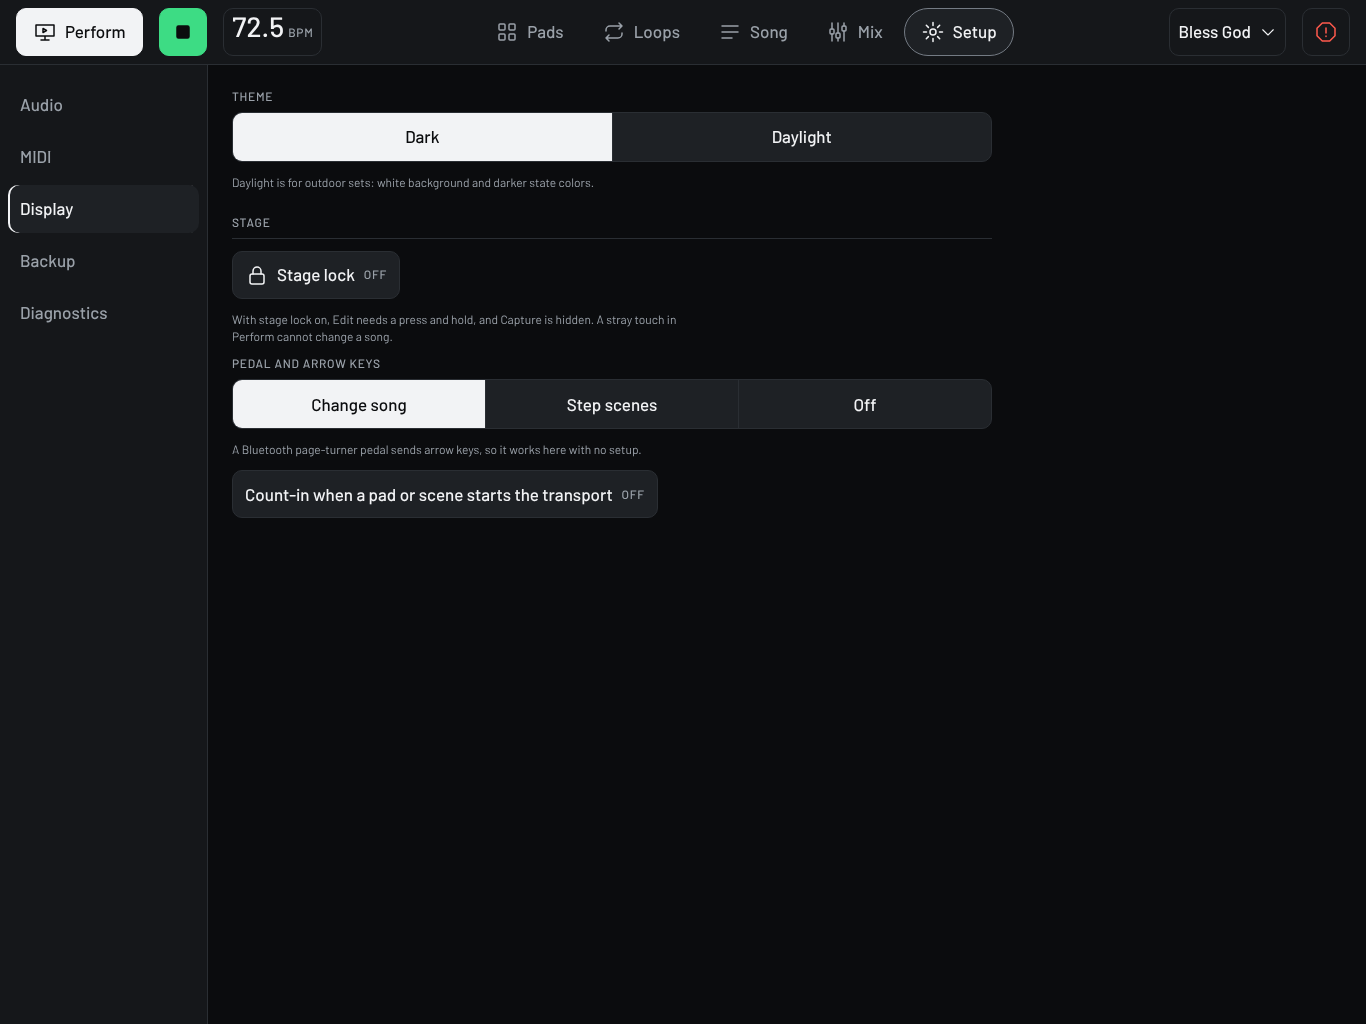 Perform
72.5 BPM
Pads
Loops
Song
Mix
Setup
Bless God
Audio
MIDI
Display
Backup
Diagnostics
THEME
Dark
Daylight
Daylight is for outdoor sets: white background and darker state colors.
STAGE
Stage lock OFF
With stage lock on, Edit needs a press and hold, and Capture is hidden. A stray touch in
Perform cannot change a song.
PEDAL AND ARROW KEYS
Change song
Step scenes
Off
A Bluetooth page-turner pedal sends arrow keys, so it works here with no setup.
Count-in when a pad or scene starts the transport OFF